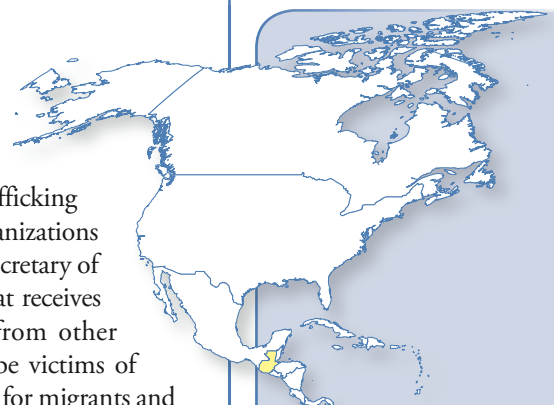 fficking
anizations
cretary of
at receives
from other
be victims of
for migrants and